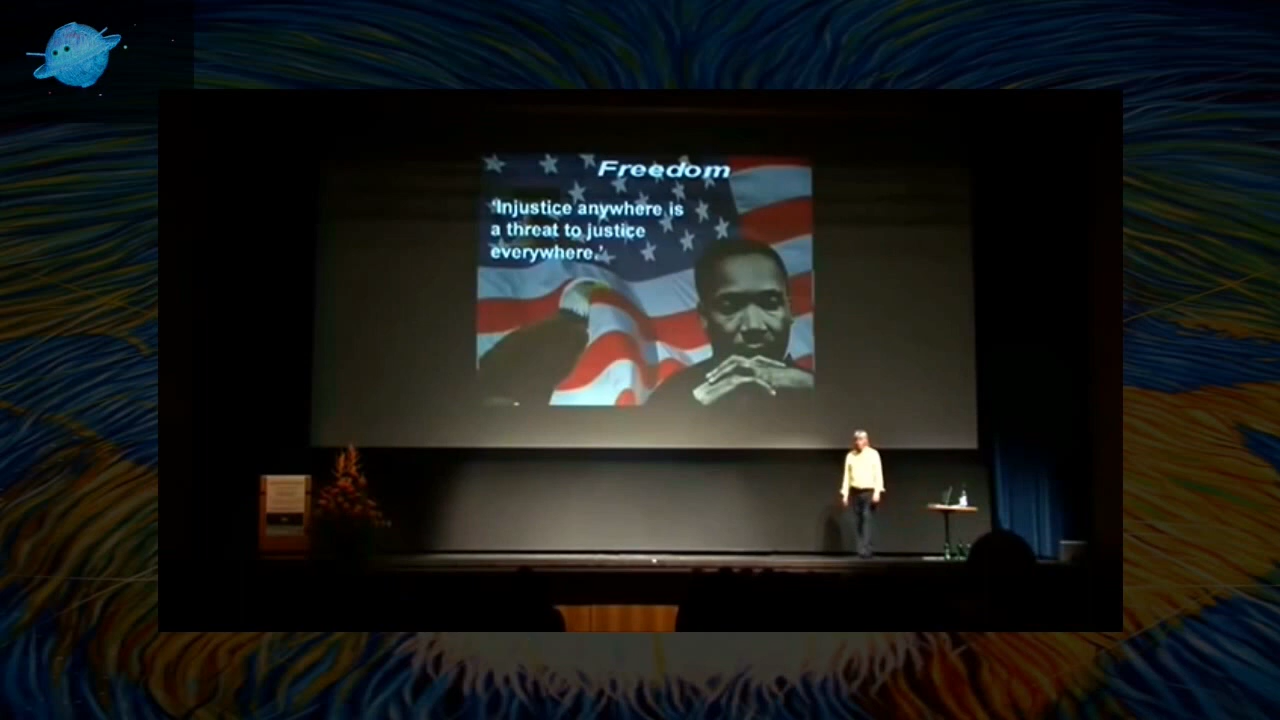 Freedom
'Injustice anywhere is
a threat to justice
everywhere.'